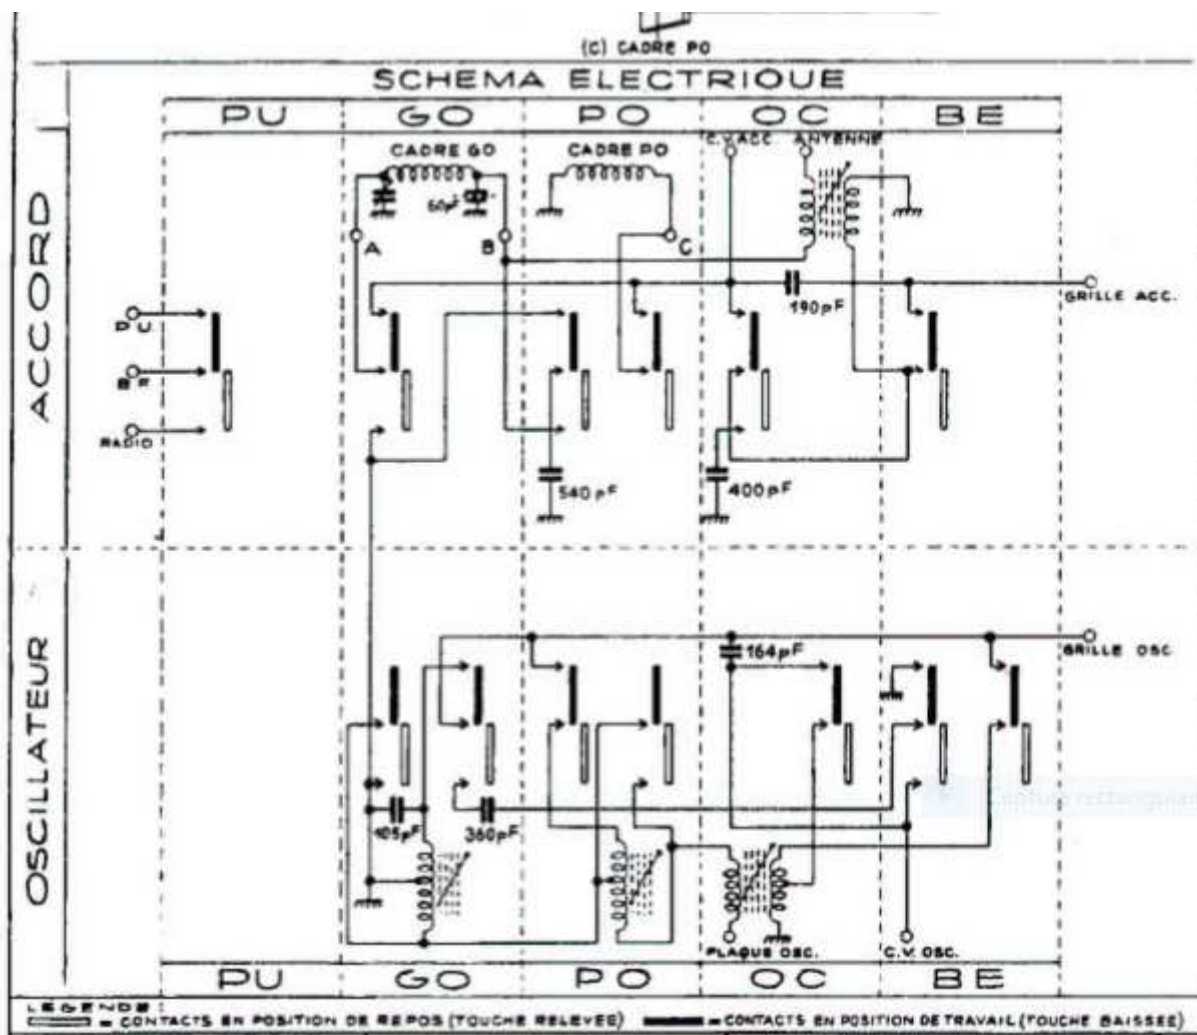 (C) CADRE PO
SCHEMA ELECTRIQUE
PU GO PO OC BE
C.V.ACC. ANTENNE
CADRE GO CADRE PO
60pF
A B C
ACCORD
190pF
GRILLE ACC.
PU
BF
RADIO
540pF
400pF
OSCILLATEUR
164pF
GRILLE OSC
105pF
360pF
PLAQUE OSC.
C.V. OSC.
PU GO PO OC BE
LEGENDE:
= CONTACTS EN POSITION DE REPOS (TOUCHE RELEVEE) = CONTACTS EN POSITION DE TRAVAIL (TOUCHE BAISSEE)